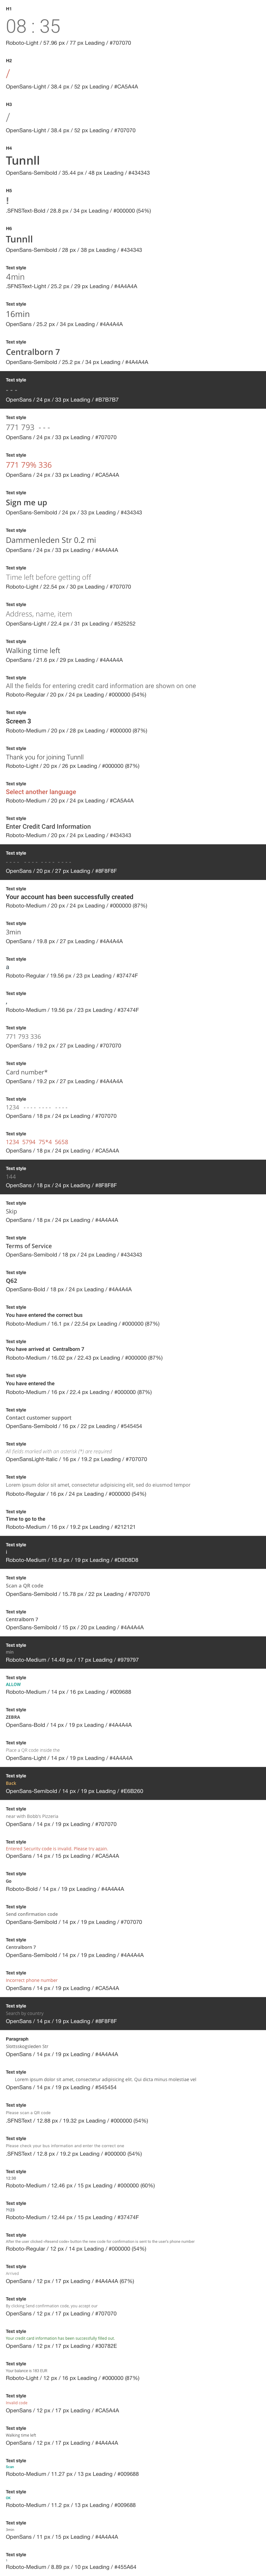 H1
08 : 35
Roboto-Light / 57.96 px / 77 px Leading / #707070
H2
/
OpenSans-Light / 38.4 px / 52 px Leading / #CA5A4A
H3
/
OpenSans-Light / 38.4 px / 52 px Leading / #707070
H4
Tunnll
OpenSans-Semibold / 35.44 px / 48 px Leading / #434343
H5
!
.SFNSText-Bold / 28.8 px / 34 px Leading / #000000 (54%)
H6
Tunnll
OpenSans-Semibold / 28 px / 38 px Leading / #434343
Text style
4min
.SFNSText-Light / 25.2 px / 29 px Leading / #4A4A4A
Text style
16min
OpenSans / 25.2 px / 34 px Leading / #4A4A4A
Text style
Centralborn 7
OpenSans-Semibold / 25.2 px / 34 px Leading / #4A4A4A
Text style
- - -
OpenSans / 24 px / 33 px Leading / #B7B7B7
Text style
771 793 - - -
OpenSans / 24 px / 33 px Leading / #707070
Text style
771 79% 336
OpenSans / 24 px / 33 px Leading / #CA5A4A
Text style
Sign me up
OpenSans-Semibold / 24 px / 33 px Leading / #434343
Text style
Dammenleden Str 0.2 mi
OpenSans / 24 px / 33 px Leading / #4A4A4A
Text style
Time left before getting off
Roboto-Light / 22.54 px / 30 px Leading / #707070
Text style
Address, name, item
OpenSans-Light / 22.4 px / 31 px Leading / #525252
Text style
Walking time left
OpenSans / 21.6 px / 29 px Leading / #4A4A4A
Text style
All the fields for entering credit card information are shown on one
Roboto-Regular / 20 px / 24 px Leading / #000000 (54%)
Text style
Screen 3
Roboto-Medium / 20 px / 28 px Leading / #000000 (87%)
Text style
Thank you for joining Tunnll
Roboto-Light / 20 px / 26 px Leading / #000000 (87%)
Text style
Select another language
Roboto-Medium / 20 px / 24 px Leading / #CA5A4A
Text style
Enter Credit Card Information
Roboto-Medium / 20 px / 24 px Leading / #434343
Text style
- - - - - - - - - - - - - - - -
OpenSans / 20 px / 27 px Leading / #8F8F8F
Text style
Your account has been successfully created
Roboto-Medium / 20 px / 24 px Leading / #000000 (87%)
Text style
3min
OpenSans / 19.8 px / 27 px Leading / #4A4A4A
Text style
a
Roboto-Regular / 19.56 px / 23 px Leading / #37474F
Text style
,
Roboto-Medium / 19.56 px / 23 px Leading / #37474F
Text style
771 793 336
OpenSans / 19.2 px / 27 px Leading / #707070
Text style
Card number*
OpenSans / 19.2 px / 27 px Leading / #4A4A4A
Text style
1234 - - - - - - - - - - - -
OpenSans / 18 px / 24 px Leading / #707070
Text style
1234 5794 75*4 5658
OpenSans / 18 px / 24 px Leading / #CA5A4A
Text style
144
OpenSans / 18 px / 24 px Leading / #8F8F8F
Text style
Skip
OpenSans / 18 px / 24 px Leading / #4A4A4A
Text style
Terms of Service
OpenSans-Semibold / 18 px / 24 px Leading / #434343
Text style
Q62
OpenSans-Bold / 18 px / 24 px Leading / #4A4A4A
Text style
You have entered the correct bus
Roboto-Medium / 16.1 px / 22.54 px Leading / #000000 (87%)
Text style
You have arrived at Centralborn 7
Roboto-Medium / 16.02 px / 22.43 px Leading / #000000 (87%)
Text style
You have entered the
Roboto-Medium / 16 px / 22.4 px Leading / #000000 (87%)
Text style
Contact customer support
OpenSans-Semibold / 16 px / 22 px Leading / #545454
Text style
All fields marked with an asterisk (*) are required
OpenSansLight-Italic / 16 px / 19.2 px Leading / #707070
Text style
Lorem ipsum dolor sit amet, consectetur adipisicing elit, sed do eiusmod tempor
Roboto-Regular / 16 px / 24 px Leading / #000000 (54%)
Text style
Time to go to the
Roboto-Medium / 16 px / 19.2 px Leading / #212121
Text style
i
Roboto-Medium / 15.9 px / 19 px Leading / #D8D8D8
Text style
Scan a QR code
OpenSans-Semibold / 15.78 px / 22 px Leading / #707070
Text style
Centralborn 7
OpenSans-Semibold / 15 px / 20 px Leading / #4A4A4A
Text style
Roboto-Medium / 14.49 px / 17 px Leading / #979797
Text style
ALLOW
Roboto-Medium / 14 px / 16 px Leading / #009688
Text style
ZEBRA
OpenSans-Bold / 14 px / 19 px Leading / #4A4A4A
Text style
Place a QR code inside the
OpenSans-Light / 14 px / 19 px Leading / #4A4A4A
Text style
Back
OpenSans-Semibold / 14 px / 19 px Leading / #E6B260
Text style
near with Bobb's Pizzeria
OpenSans / 14 px / 19 px Leading / #707070
Text style
Entered Security code is invalid. Please try again
OpenSans / 14 px / 15 px Leading / #CA5A4A
Text style
Roboto-Bold / 14 px / 19 px Leading / #4A4A4A
Text style
Send confirmation code
OpenSans-Semibold / 14 px / 19 px Leading / #707070
Text style
Centralborn 7
OpenSans-Semibold / 14 px / 19 px Leading / #4A4A4A
Text style
Incorrect phone number
OpenSans / 14 px / 19 px Leading / #CA5A4A
Text style
Search by country
OpenSans / 14 px / 19 px Leading / #8F8F8F
Paragraph
Slottsskogsladen Str
OpenSans / 14 px / 19 px Leading / #4A4A4A
Text style
Lorem ipsum dolor sit amet, consectetur adipisicing elit. Qui dicta minus molestiae vel
OpenSans / 14 px / 19 px Leading / #545454
Text style
Please scan a QR code
.SFNSText / 12.88 px / 19.32 px Leading / #000000 (54%)
Text style
Please check your bus information and enter the correct one
.SFNSText / 12.8 px / 19.2 px Leading / #000000 (54%)
Text style
12:30
Roboto-Medium / 12.46 px / 15 px Leading / #000000 (60%)
Text style
?123
Roboto-Medium / 12.44 px / 15 px Leading / #37474F
Text style
After the user clicked «Resend code» button the new code for confirmation is sent to the user's phone number
Roboto-Regular / 12 px / 14 px Leading / #000000 (54%)
Text style
Arrived
OpenSans / 12 px / 17 px Leading / #4A4A4A (67%)
Text style
By clicking Send confirmation code, you accept our
OpenSans / 12 px / 17 px Leading / #707070
Text style
Your credit card information has been successfully filled out.
OpenSans / 12 px / 17 px Leading / #30782E
Text style
Your balance is 183 EUR
Roboto-Light / 12 px / 16 px Leading / #000000 (87%)
Text style
Invalid code
OpenSans / 12 px / 17 px Leading / #CA5A4A
Text style
Walking time left
OpenSans / 12 px / 17 px Leading / #4A4A4A
Text style
Scan
Roboto-Medium / 11.27 px / 13 px Leading / #009688
Text style
OK
Roboto-Medium / 11.2 px / 13 px Leading / #009688
Text style
OpenSans / 11 px / 15 px Leading / #4A4A4A
Text style
Roboto-Medium / 8.89 px / 10 px Leading / #455A64